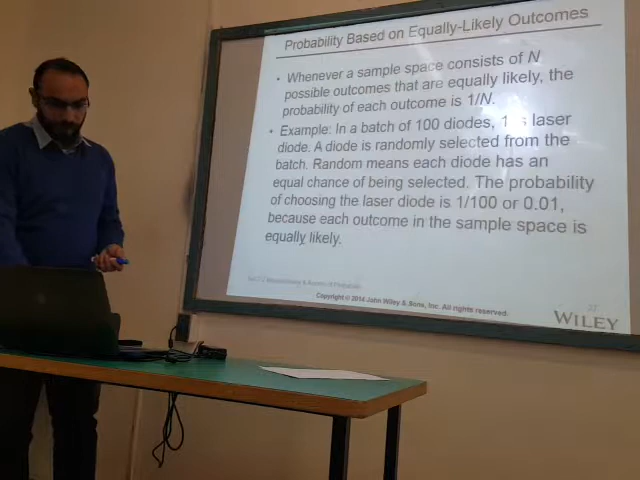 Probability Based on Equally-Likely Outcomes
• Whenever a sample space consists of N
possible outcomes that are equally likely, the
probability of each outcome is 1/N.
• Example: In a batch of 100 diodes, 1 s laser
diode. A diode is randomly selected from the
batch. Random means each diode has an
equal chance of being selected. The probability
of choosing the laser diode is 1/100 or 0.01,
because each outcome in the sample space is
equally likely.
Copyright © 2014 John Wiley & Sons, Inc. All rights reserved.
WILEY